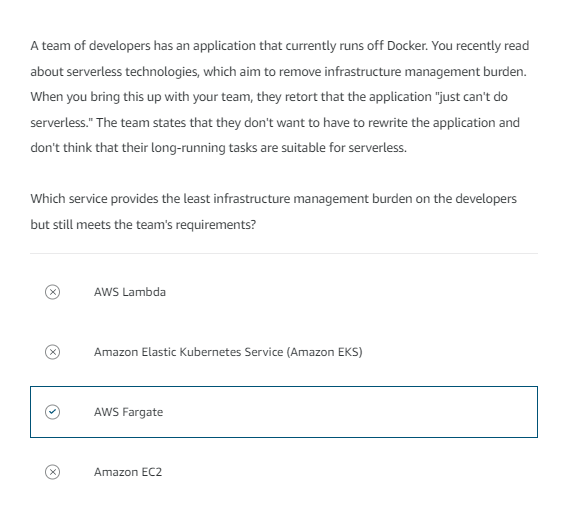 A team of developers has an application that currently runs off Docker. You recently read
about serverless technologies, which aim to remove infrastructure management burden.
When you bring this up with your team, they retort that the application "just can't do
serverless." The team states that they don't want to have to rewrite the application and
don't think that their long-running tasks are suitable for serverless.
Which service provides the least infrastructure management burden on the developers
but still meets the team's requirements?
AWS Lambda
Amazon Elastic Kubernetes Service (Amazon EKS)
AWS Fargate
Amazon EC2